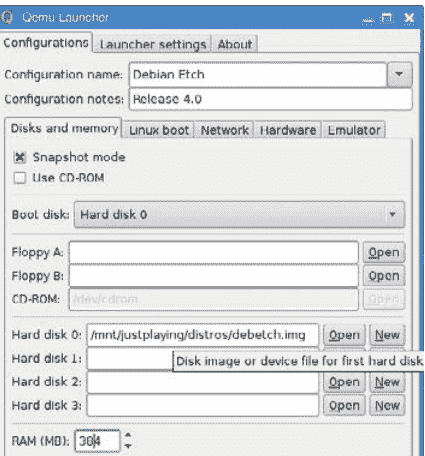 Qemu Launcher
Configurations Launcher settings About
Configuration name: Debian Etch
Configuration notes: Release 4.0
Disks and memory Linux boot Network Hardware Emulator
Snapshot mode
Use CD-ROM
Boot disk: Hard disk 0
Floppy A: Open
Floppy B: Open
CD-ROM: /dev/cdrom Open
Hard disk 0: /mnt/justplaying/distros/debetch.img Open New
Hard disk 1:
Disk image or device file for first hard disk
Hard disk 2: Open New
Hard disk 3: Open New
RAM (MB): 384